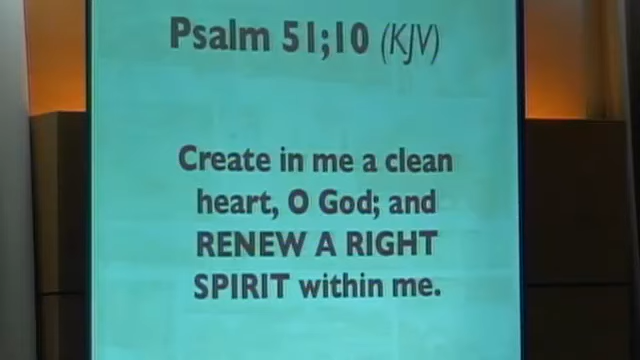 Psalm 51;10 (KJV)
Create in me a clean
heart, O God; and
RENEW A RIGHT
SPIRIT within me.